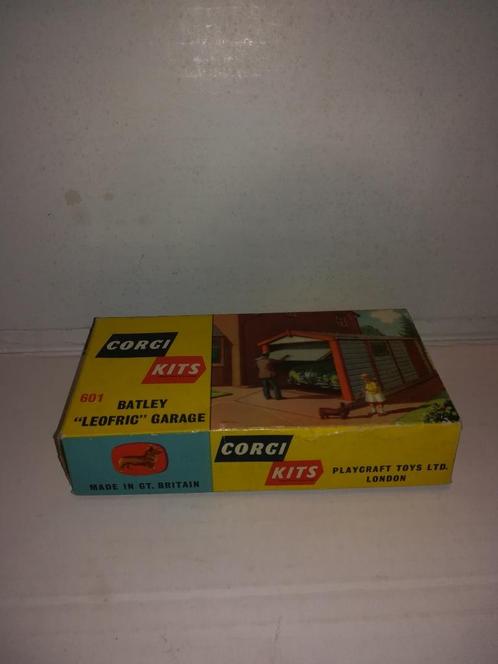 CORGI
KITS
601
BATLEY
"LEOFRIC" GARAGE
MADE IN GT. BRITAIN
CORGI
KITS
PLAYCRAFT TOYS LTD.
LONDON